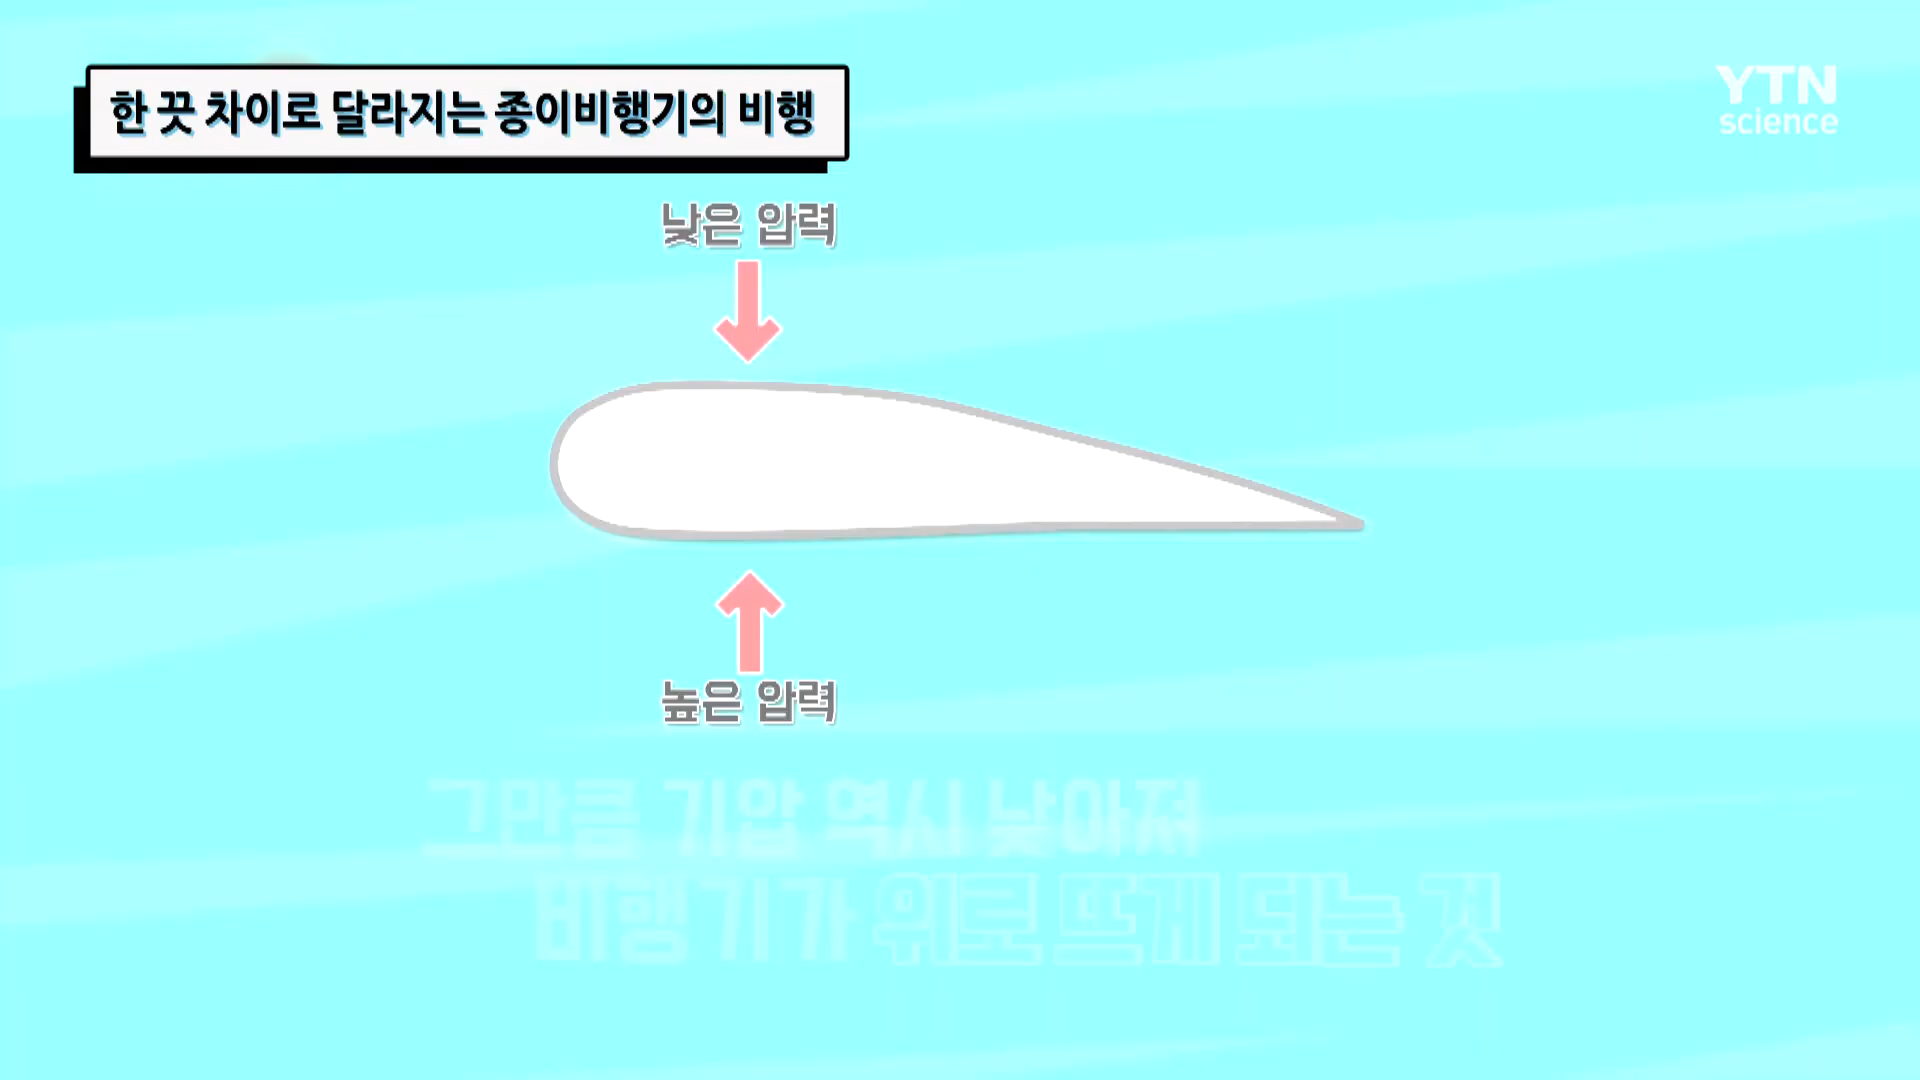 한 끗 차이로 달라지는 종이비행기의 비행
YTN
science
낮은 압력
높은 압력
그만큼 기압 역시 낮아져
비행기가 위로 뜨게 되는 것